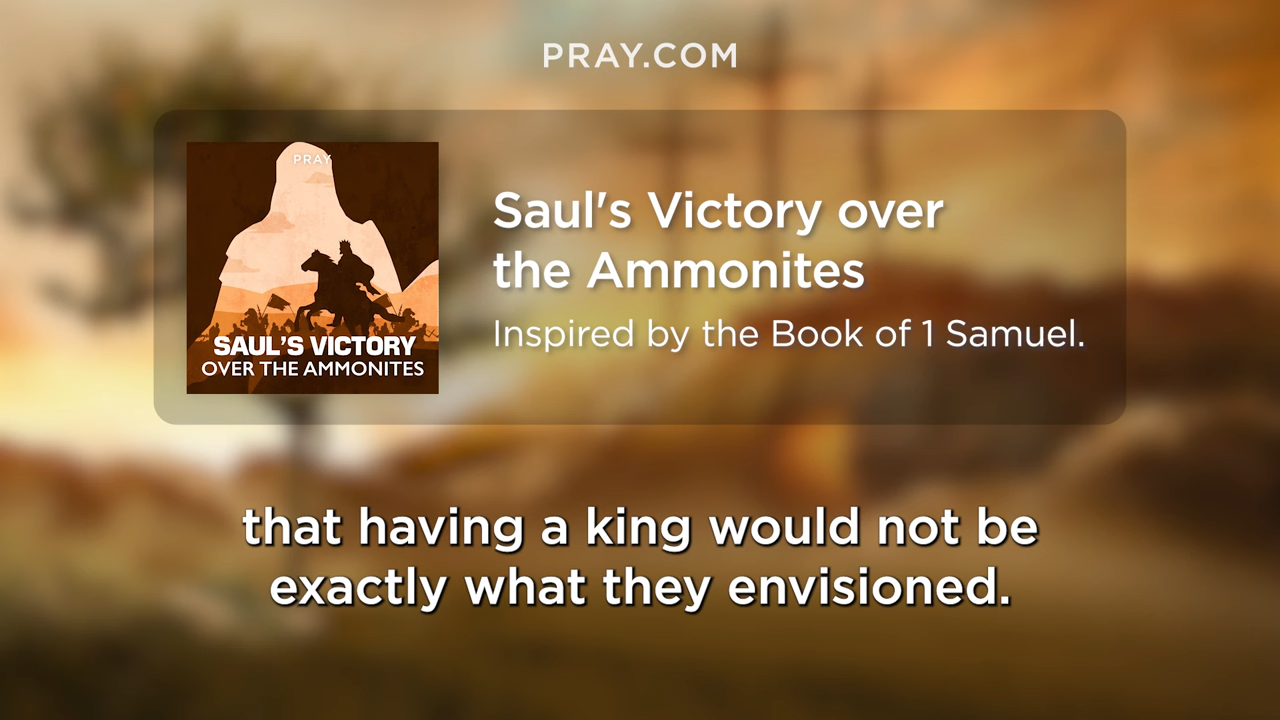 PRAY.COM
PRAY
SAUL'S VICTORY
OVER THE AMMONITES
Saul's Victory over
the Ammonites
Inspired by the Book of 1 Samuel.
that having a king would not be
exactly what they envisioned.